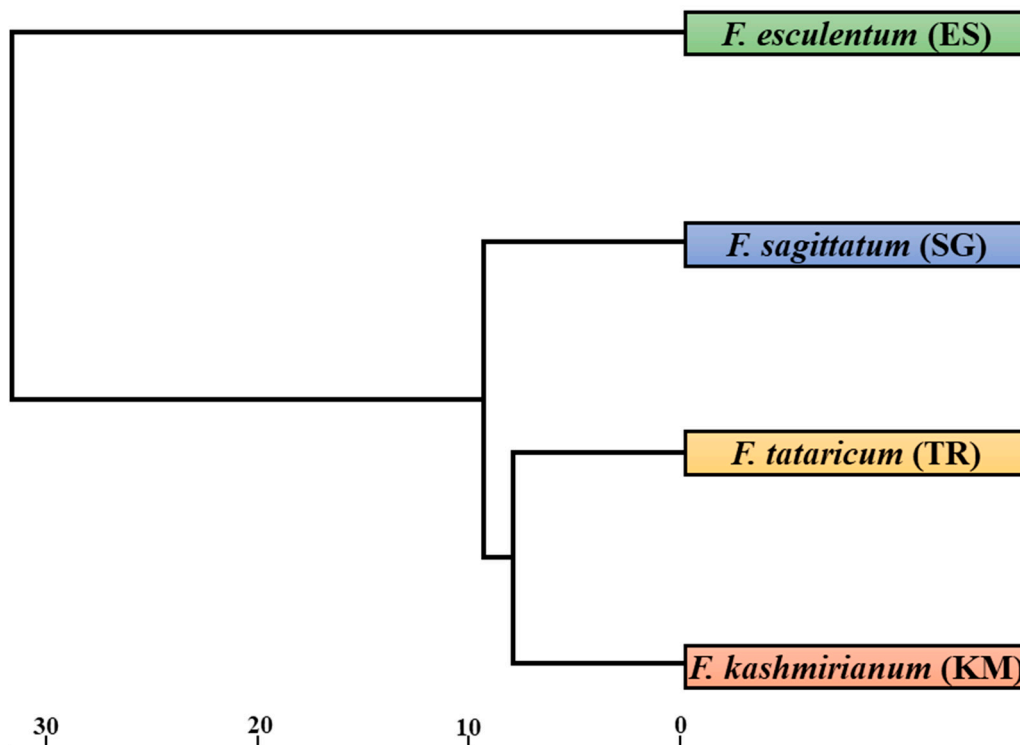 F. esculentum (ES)
F. sagittatum (SG)
F. tataricum (TR)
F. kashmirianum (KM)
30 20 10 0